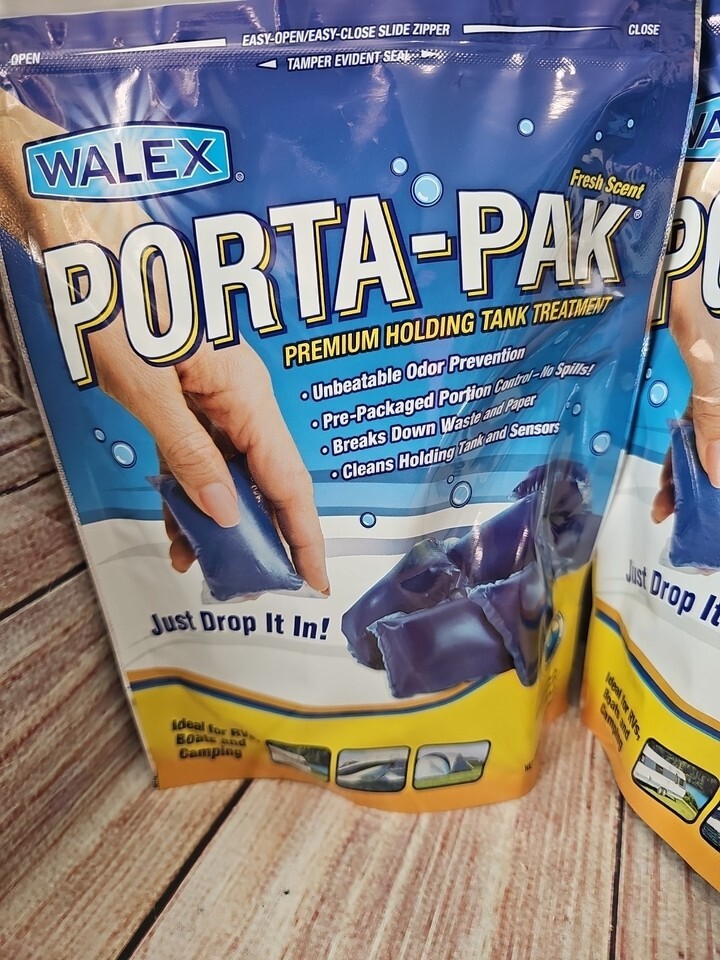 EASY-OPEN/EASY-CLOSE SLIDE ZIPPER
OPEN
CLOSE
TAMPER EVIDENT SEAL
WALEX®
Fresh Scent
PORTA-PAK®
PREMIUM HOLDING TANK TREATMENT
• Unbeatable Odor Prevention
• Pre-Packaged Portion Control–No Spills!
• Breaks Down Waste and Paper
• Cleans Holding Tank and Sensors
Just Drop It In!
Ideal for RVs,
Boats and
Camping
WA
PO
Just Drop It
Ideal for RVs,
Boats and
Camping